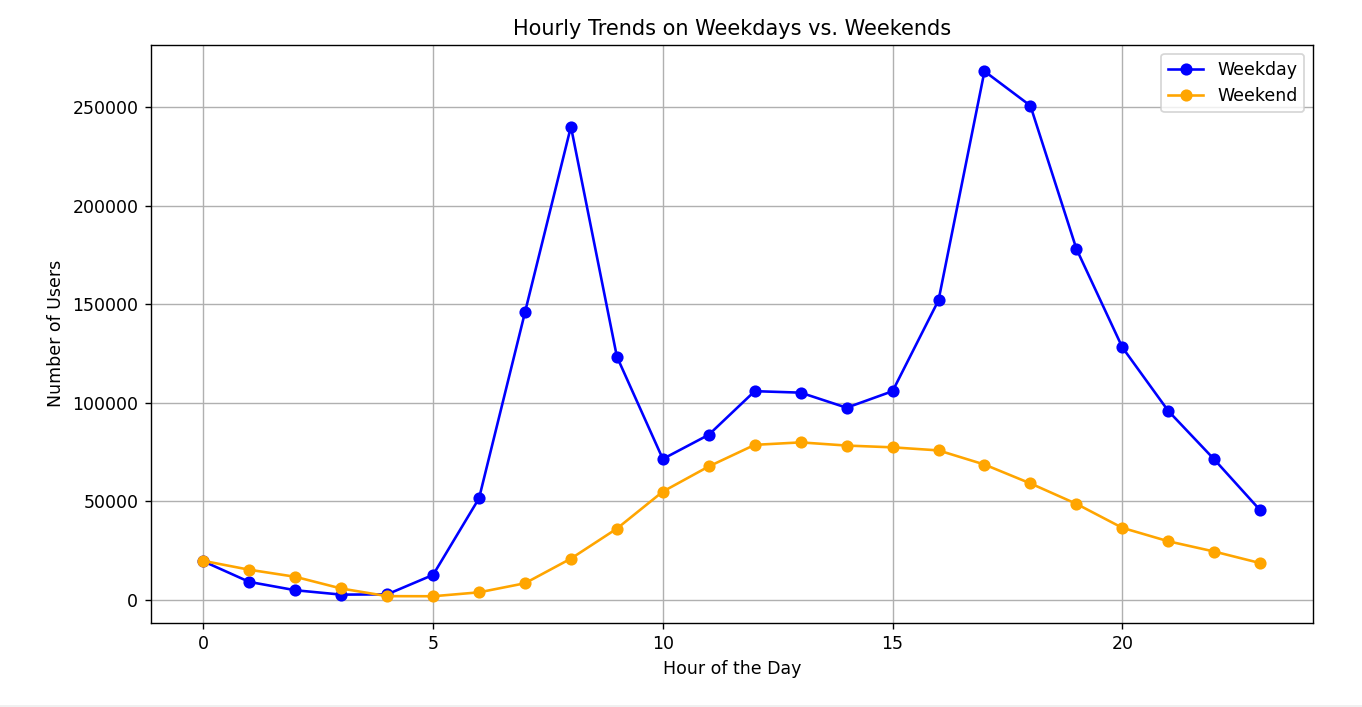 Hourly Trends on Weekdays vs. Weekends
Weekday
Weekend
Number of Users
250000
200000
150000
100000
50000
0
0 5 10 15 20
Hour of the Day